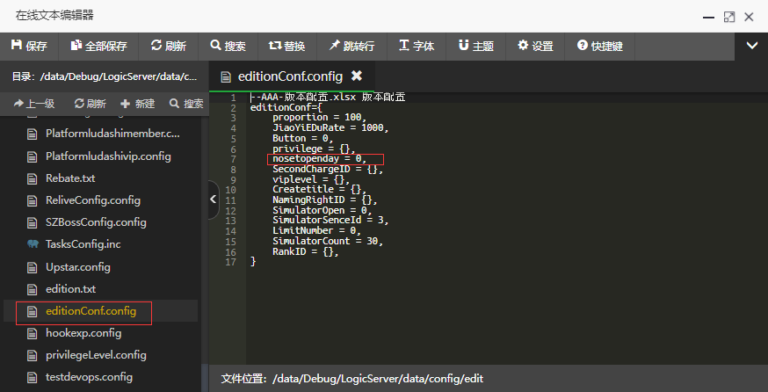 在线文本编辑器
保存 全部保存 刷新 搜索 替换 跳转行 字体 主题 设置 快捷键
目录: /data/Debug/LogicServer/data/c...
上一级 刷新 新建 搜索
Platformludashimember.c...
Platformludashivip.config
Rebate.txt
ReliveConfig.config
SZBossConfig.config
TasksConfig.inc
Upstar.config
edition.txt
editionConf.config
hookexp.config
privilegeLevel.config
testdevops.config
editionConf.config
1 --AAA-版本配置.xlsx 版本配置
2 editionConf={
3 proportion = 100,
4 JiaoYiEDuRate = 1000,
5 Button = 0,
6 privilege = {},
7 nosetopenday = 0,
8 SecondChargeID = {},
9 viplevel = {},
10 Createtitle = {},
11 NamingRightID = {},
12 SimulatorOpen = 0,
13 SimulatorSenceId = 3,
14 LimitNumber = 0,
15 SimulatorCount = 30,
16 RankID = {},
17 }
文件位置: /data/Debug/LogicServer/data/config/edit